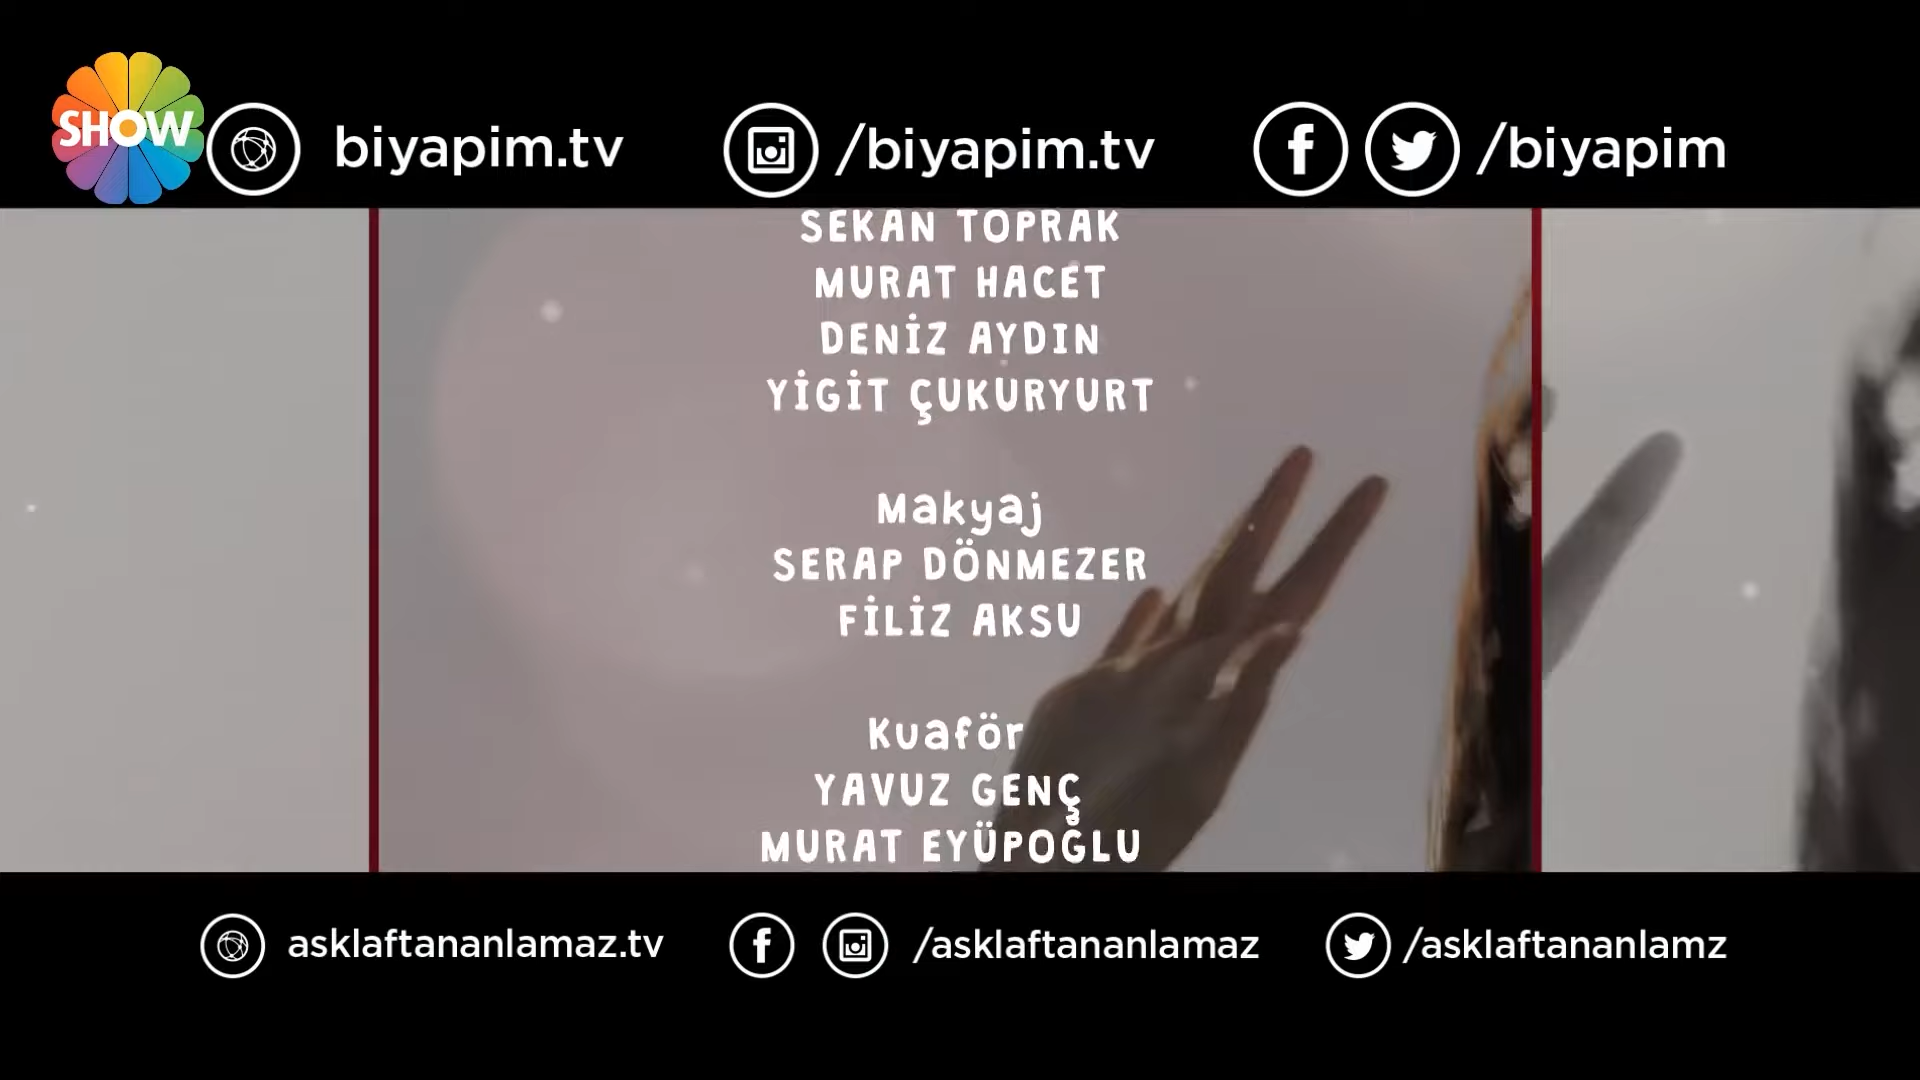 SHOW
biyapim.tv
/biyapim.tv
/biyapim
SEKAN TOPRAK
MURAT HACET
DENİZ AYDIN
YİGİT ÇUKURYURT
Makyaj
SERAP DÖNMEZER
FİLİZ AKSU
Kuaför
YAVUZ GENÇ
MURAT EYÜPOĞLU
asklaftananlamaz.tv
/asklaftananlamaz
/asklaftananlamz